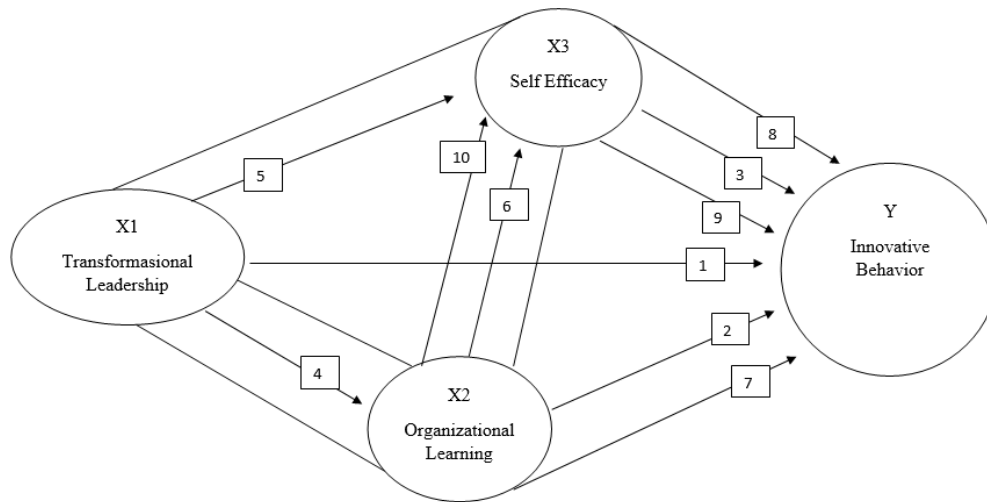 X3
Self Efficacy
8
10
5
3
6
9
X1
Transformasional
Leadership
Y
Innovative
Behavior
1
2
4
7
X2
Organizational
Learning